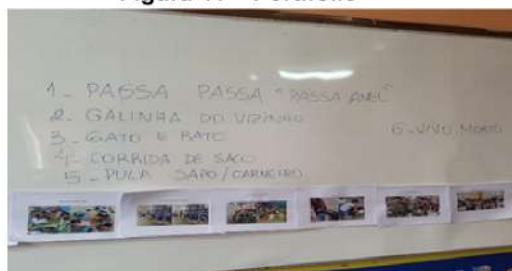 1- PASSA PASSA "PASSA ANEL"
2- GALINHA DO VIZINHO
3- GATO E RATO
4- CORRIDA DE SACO
5- PULA SAPO/CARNEIRO
6- VIVO MORTO